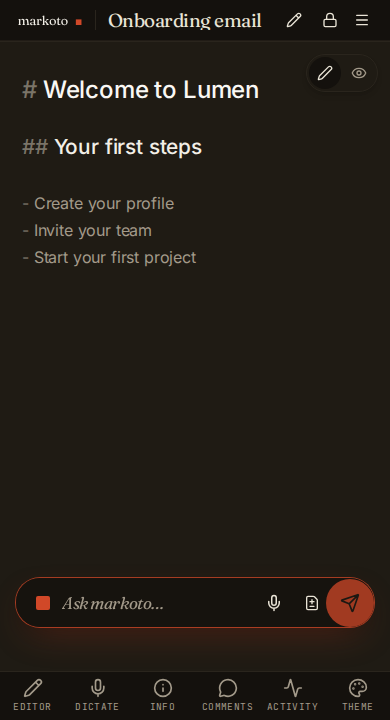 markoto Onboarding email
# Welcome to Lumen
## Your first steps
- Create your profile
- Invite your team
- Start your first project
Ask markoto...
EDITOR DICTATE INFO COMMENTS ACTIVITY THEME